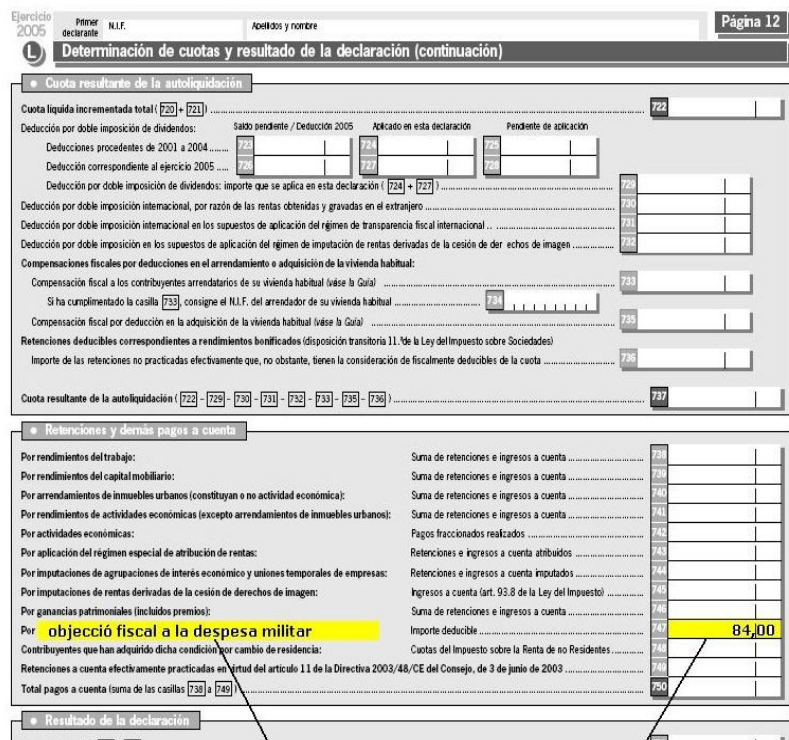 Ejercicio
2005
Primer
declarante
N.I.F.
Apellidos y nombre
Página 12
L Determinación de cuotas y resultado de la declaración (continuación)
• Cuota resultante de la autoliquidación
Cuota líquida incrementada total ( 720 + 721 ) 722
Deducción por doble imposición de dividendos: Saldo pendiente / Deducción 2005 Aplicado en esta declaración Pendiente de aplicación
Deducciones procedentes de 2001 a 2004 723 724 725
Deducción correspondiente al ejercicio 2005 726 727 728
Deducción por doble imposición de dividendos: importe que se aplica en esta declaración ( 724 + 727 ) 729
Deducción por doble imposición internacional, por razón de las rentas obtenidas y gravadas en el extranjero 730
Deducción por doble imposición internacional en los supuestos de aplicación del régimen de transparencia fiscal internacional 731
Deducción por doble imposición en los supuestos de aplicación del régimen de imputación de rentas derivadas de la cesión de der echos de imagen 732
Compensaciones fiscales por deducciones en el arrendamiento o adquisición de la vivienda habitual:
Compensación fiscal a los contribuyentes arrendatarios de su vivienda habitual (véase la Guía) 733
Si ha cumplimentado la casilla 733, consigne el N.I.F. del arrendador de su vivienda habitual 734
Compensación fiscal por deducción en la adquisición de la vivienda habitual (véase la Guía) 735
Retenciones deducibles correspondientes a rendimientos bonificados (disposición transitoria 11.ª de la Ley del Impuesto sobre Sociedades)
Importe de las retenciones no practicadas efectivamente que, no obstante, tienen la consideración de fiscalmente deducibles de la cuota 736
Cuota resultante de la autoliquidación ( 722 - 729 - 730 - 731 - 732 - 733 - 735 - 736 ) 737
• Retenciones y demás pagos a cuenta
Por rendimientos del trabajo: Suma de retenciones e ingresos a cuenta 738
Por rendimientos del capital mobiliario: Suma de retenciones e ingresos a cuenta 739
Por arrendamientos de inmuebles urbanos (constituyan o no actividad económica): Suma de retenciones e ingresos a cuenta 740
Por rendimientos de actividades económicas (excepto arrendamientos de inmuebles urbanos): Suma de retenciones e ingresos a cuenta 741
Por actividades económicas: Pagos fraccionados realizados 742
Por aplicación del régimen especial de atribución de rentas: Retenciones e ingresos a cuenta atribuidos 743
Por imputaciones de agrupaciones de interés económico y uniones temporales de empresas: Retenciones e ingresos a cuenta imputados 744
Por imputaciones de rentas derivadas de la cesión de derechos de imagen: Ingresos a cuenta (art. 93.8 de la Ley del Impuesto) 745
Por ganancias patrimoniales (incluidos premios): Suma de retenciones e ingresos a cuenta 746
Por objecció fiscal a la despesa militar Importe deducible 747 84,00
Contribuyentes que han adquirido dicha condición por cambio de residencia: Cuotas del Impuesto sobre la Renta de no Residentes 748
Retenciones a cuenta efectivamente practicadas en virtud del artículo 11 de la Directiva 2003/48/CE del Consejo, de 3 de junio de 2003 749
Total pagos a cuenta (suma de las casillas 738 a 749 ) 750
• Resultado de la declaración